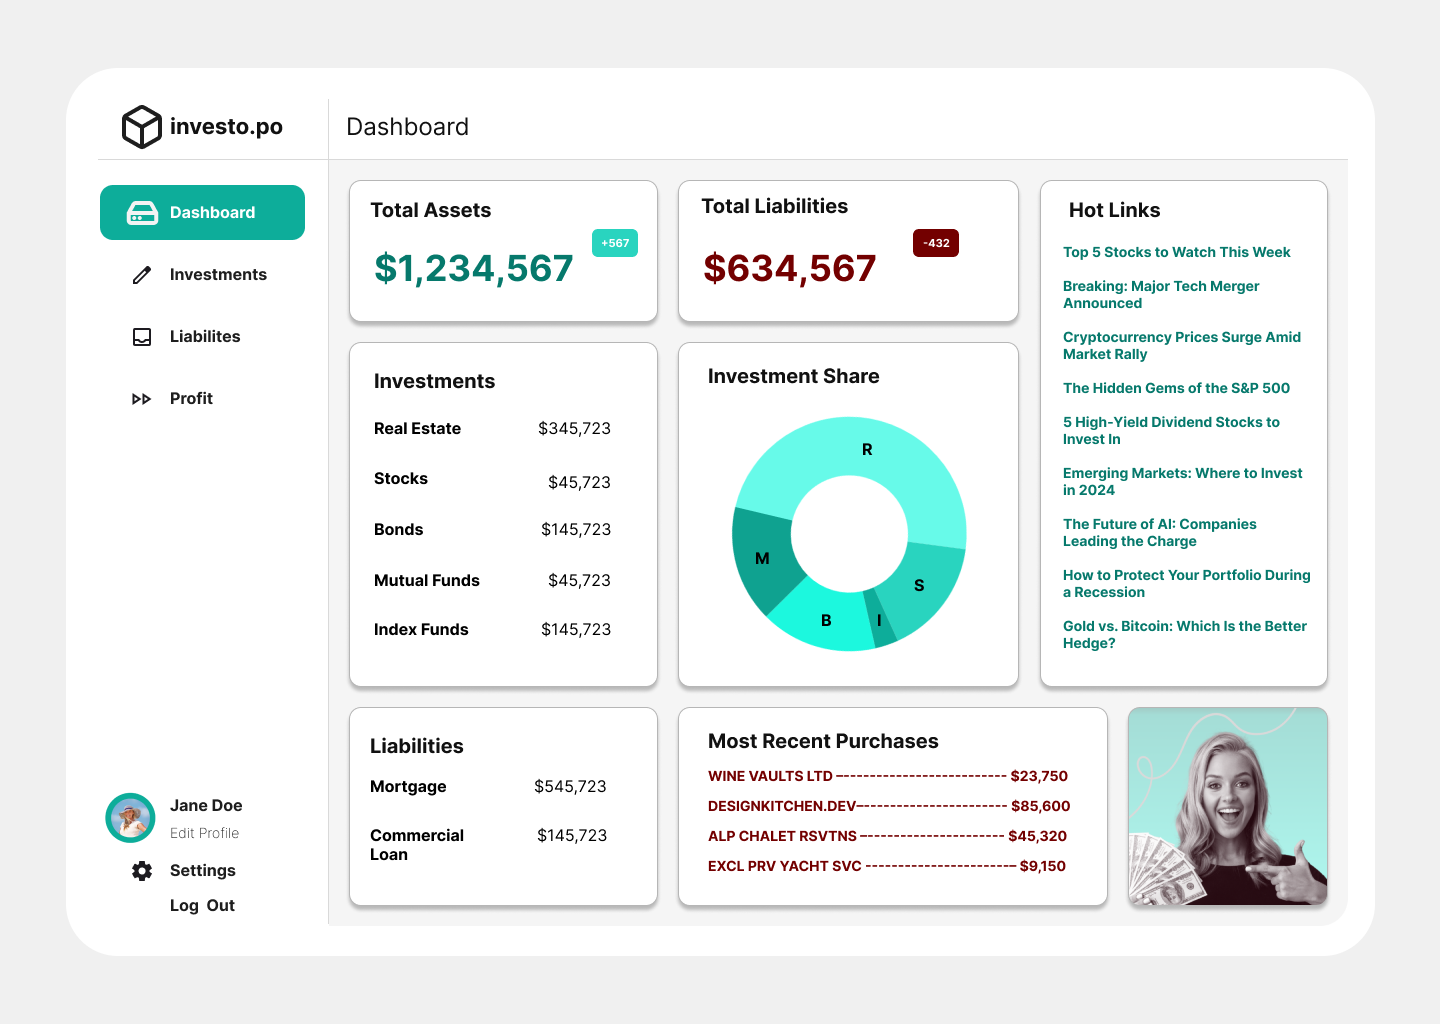 investo.po
Dashboard
Dashboard
Investments
Liabilites
Profit
Jane Doe
Edit Profile
Settings
Log Out
Total Assets
+567
$1,234,567
Total Liabilities
-432
$634,567
Investments
Real Estate $345,723
Stocks $45,723
Bonds $145,723
Mutual Funds $45,723
Index Funds $145,723
Investment Share
R
M
S
B
I
Hot Links
Top 5 Stocks to Watch This Week
Breaking: Major Tech Merger
Announced
Cryptocurrency Prices Surge Amid
Market Rally
The Hidden Gems of the S&P 500
5 High-Yield Dividend Stocks to
Invest In
Emerging Markets: Where to Invest
in 2024
The Future of AI: Companies
Leading the Charge
How to Protect Your Portfolio During
a Recession
Gold vs. Bitcoin: Which Is the Better
Hedge?
Liabilities
Mortgage $545,723
Commercial $145,723
Loan
Most Recent Purchases
WINE VAULTS LTD -------------------------- $23,750
DESIGNKITCHEN.DEV----------------------- $85,600
ALP CHALET RSVTNS ---------------------- $45,320
EXCL PRV YACHT SVC ----------------------- $9,150